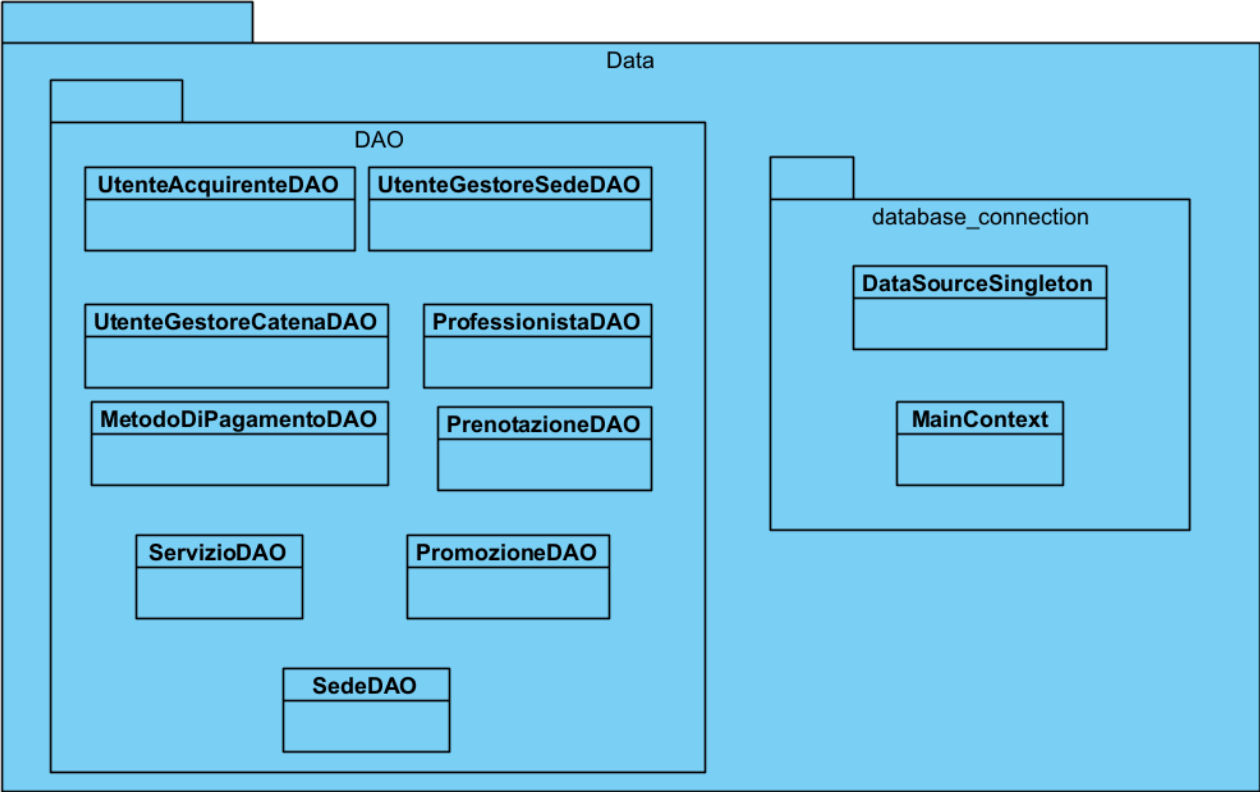 Data
DAO
UtenteAcquirenteDAO
UtenteGestoreSedeDAO
UtenteGestoreCatenaDAO
ProfessionistaDAO
MetodoDiPagamentoDAO
PrenotazioneDAO
ServizioDAO
PromozioneDAO
SedeDAO
database_connection
DataSourceSingleton
MainContext